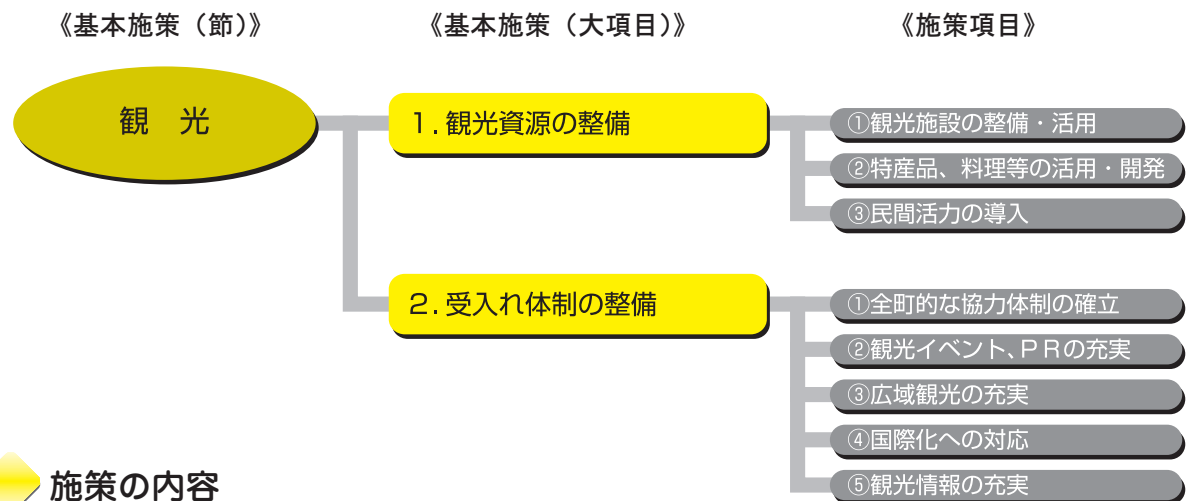 《基本施策（節）》
《基本施策（大項目）》
《施策項目》
観　光
１．観光資源の整備
①観光施設の整備・活用
②特産品、料理等の活用・開発
③民間活力の導入
２．受入れ体制の整備
①全町的な協力体制の確立
②観光イベント、ＰＲの充実
③広域観光の充実
④国際化への対応
⑤観光情報の充実
施策の内容